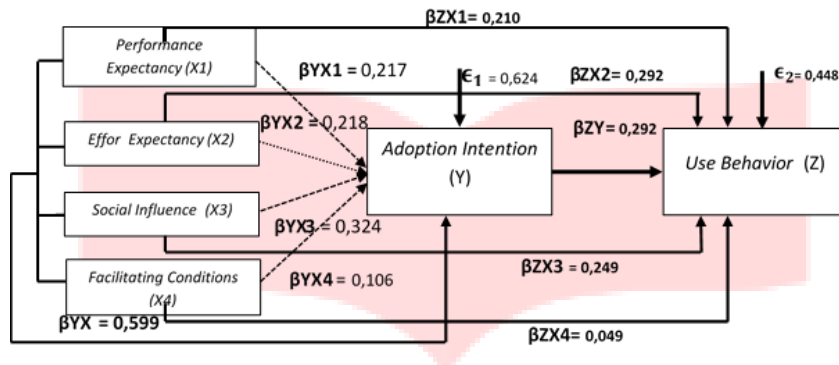 βZX1= 0,210
Performance
Expectancy (X1)
βYX1 = 0,217
ϵ1 = 0,624
βZX2= 0,292
ϵ2= 0,448
Effor Expectancy (X2)
βYX2 = 0,218
Adoption Intention
(Y)
βZY= 0,292
Use Behavior (Z)
Social Influence (X3)
βYX3 = 0,324
βZX3 = 0,249
Facilitating Conditions
(X4)
βYX4 = 0,106
βYX = 0,599
βZX4= 0,049